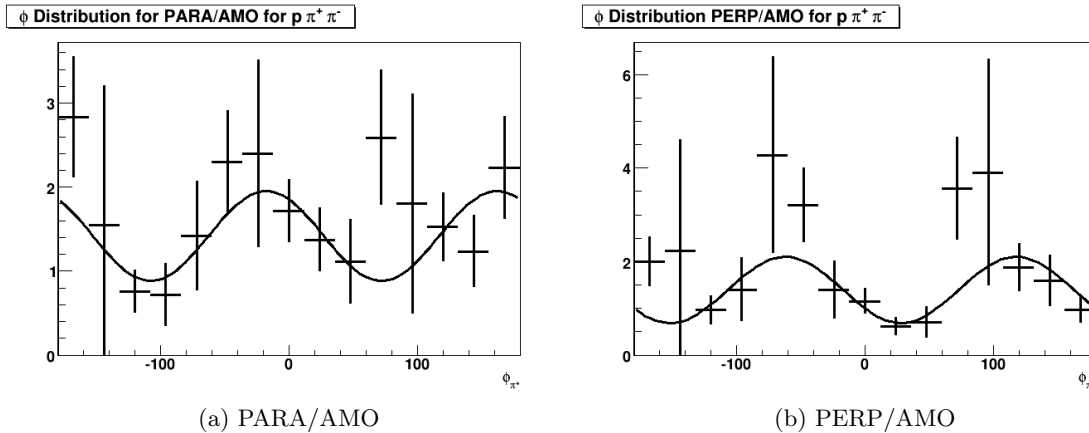 ϕ Distribution for PARA/AMO for p π⁺ π⁻
3
2
1
0
-100 0 100
ϕπ⁺
(a) PARA/AMO
ϕ Distribution PERP/AMO for p π⁺ π⁻
6
4
2
0
-100 0 100
ϕ
(b) PERP/AMO